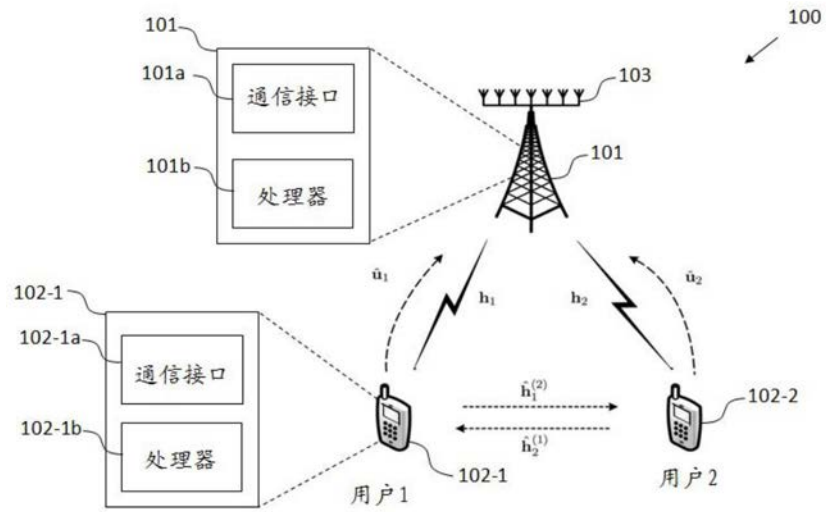 100
101
101a
通信接口
103
101b
处理器
101
û₁
h₁
h₂
û₂
102-1
102-1a
通信接口
ĥ₁⁽²⁾
102-2
ĥ₂⁽¹⁾
102-1b
处理器
102-1
用户1
用户2